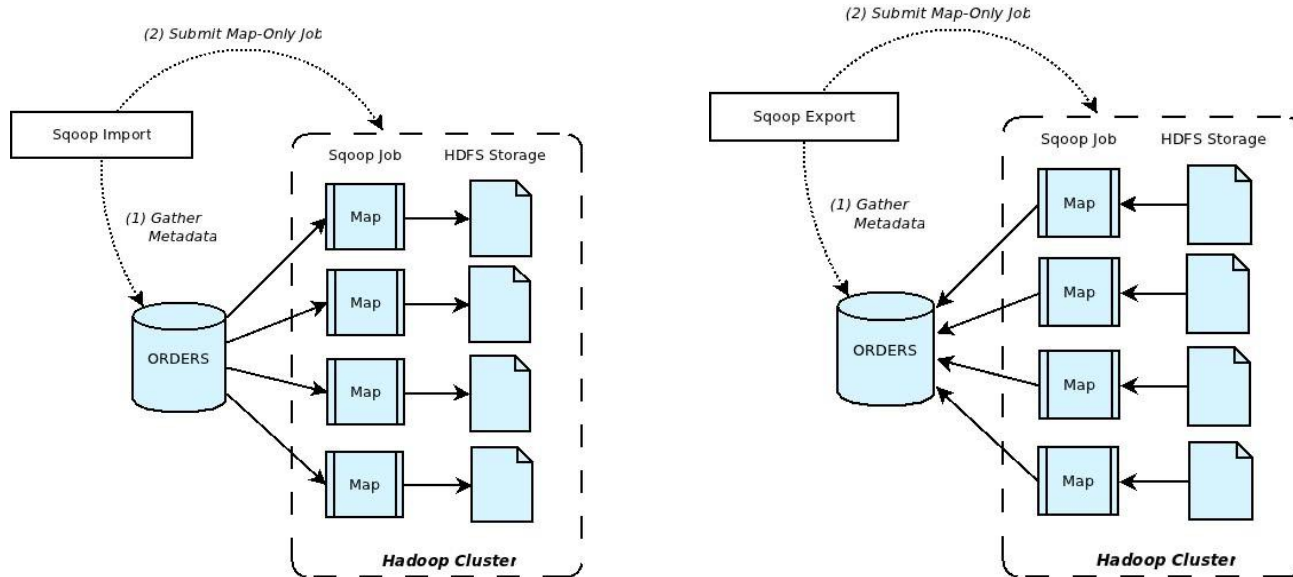 (2) Submit Map-Only Job
Sqoop Import
Sqoop Job
HDFS Storage
(1) Gather
Metadata
Map
Map
Map
Map
ORDERS
Hadoop Cluster
(2) Submit Map-Only Job
Sqoop Export
Sqoop Job
HDFS Storage
(1) Gather
Metadata
Map
Map
Map
Map
ORDERS
Hadoop Cluster